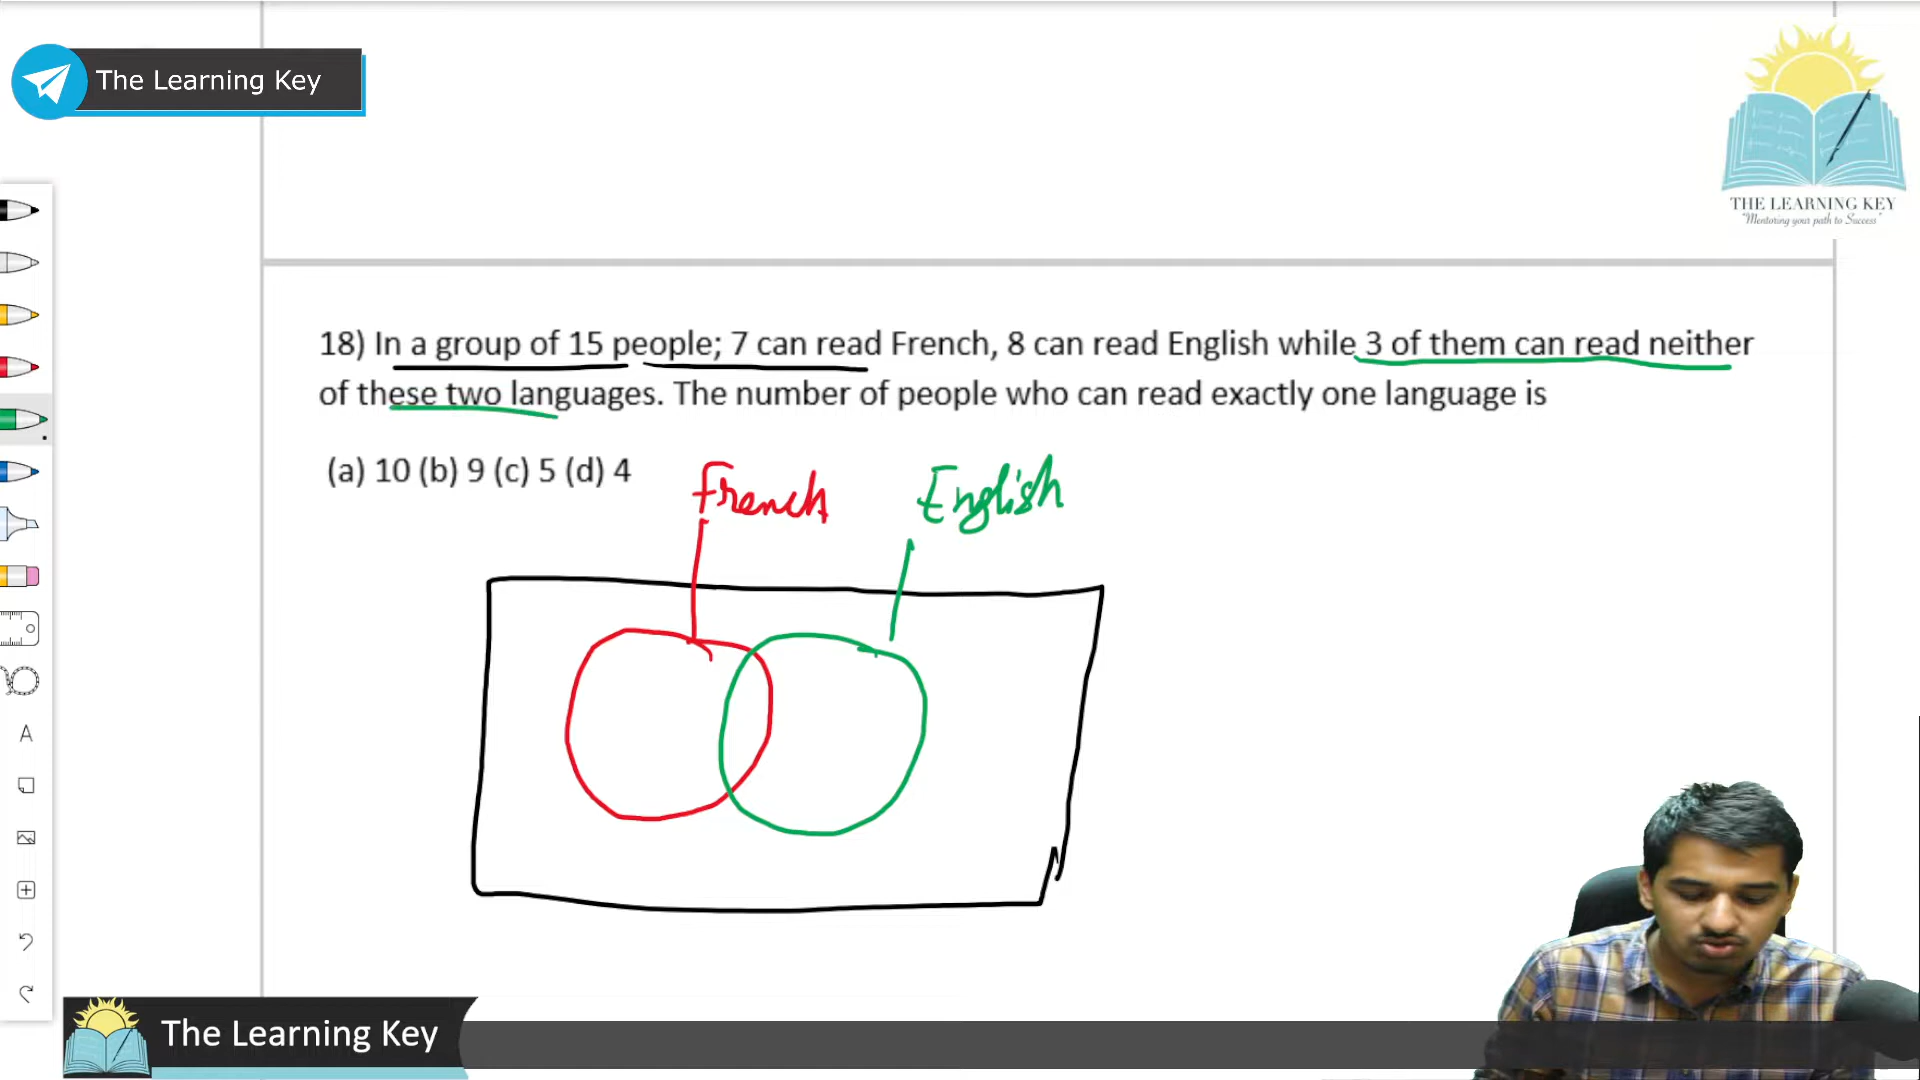 The Learning Key
THE LEARNING KEY
"Mentoring your path to Success"
18) In a group of 15 people; 7 can read French, 8 can read English while 3 of them can read neither
of these two languages. The number of people who can read exactly one language is
(a) 10 (b) 9 (c) 5 (d) 4
French English
A
The Learning Key